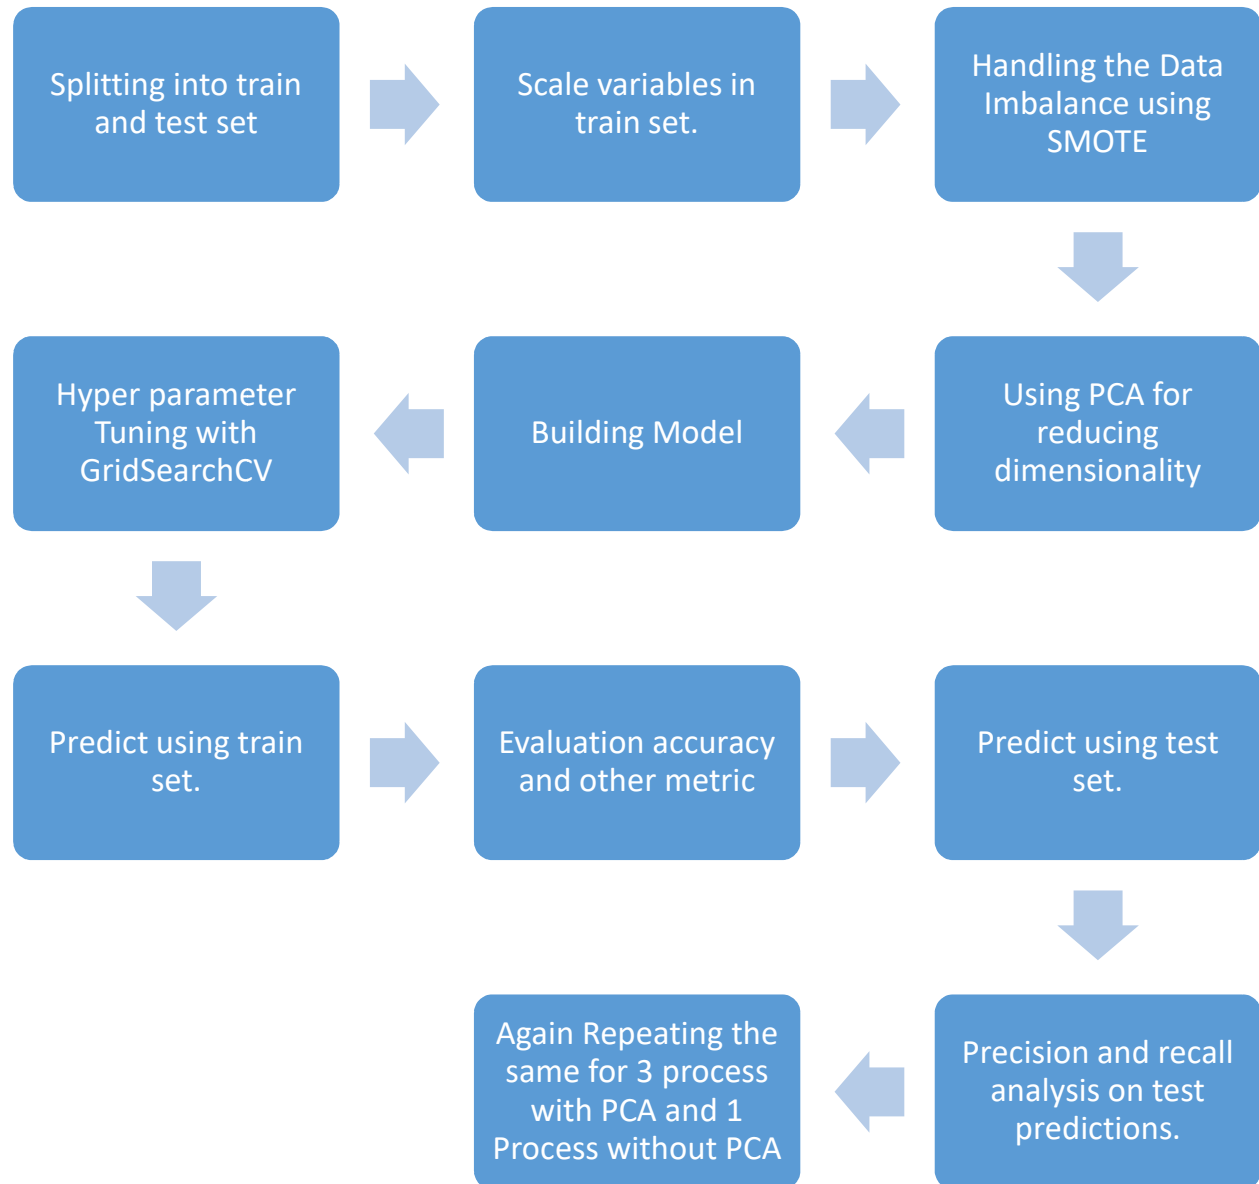 Splitting into train
and test set
Scale variables in
train set.
Handling the Data
Imbalance using
SMOTE
Using PCA for
reducing
dimensionality
Building Model
Hyper parameter
Tuning with
GridSearchCV
Predict using train
set.
Evaluation accuracy
and other metric
Predict using test
set.
Precision and recall
analysis on test
predictions.
Again Repeating the
same for 3 process
with PCA and 1
Process without PCA